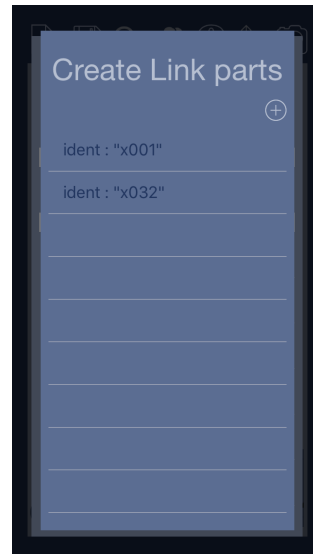 Create Link parts
ident : "x001"
ident : "x032"